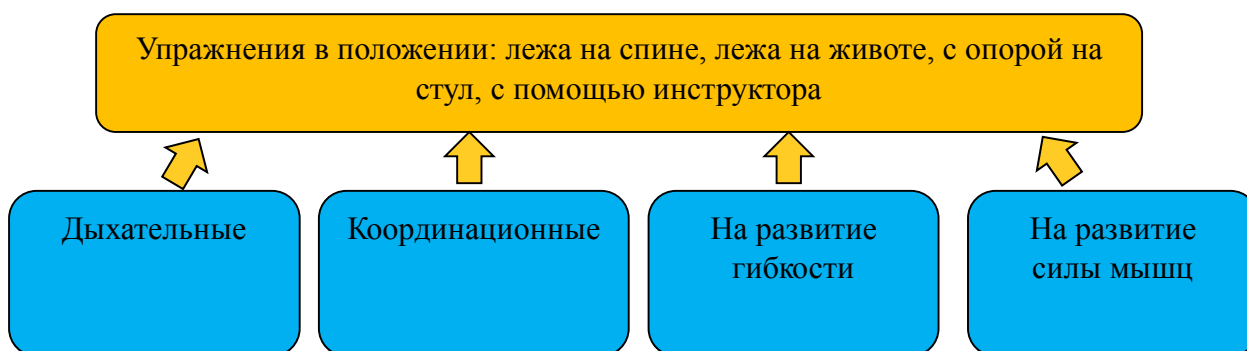 Упражнения в положении: лежа на спине, лежа на животе, с опорой на
стул, с помощью инструктора
Дыхательные
Координационные
На развитие
гибкости
На развитие
силы мышц